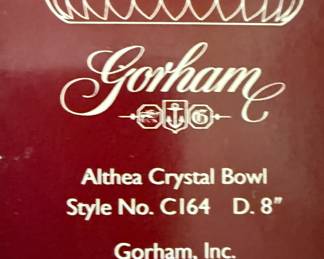 Gorham
G
Althea Crystal Bowl
Style No. C164 D. 8"
Gorham, Inc.